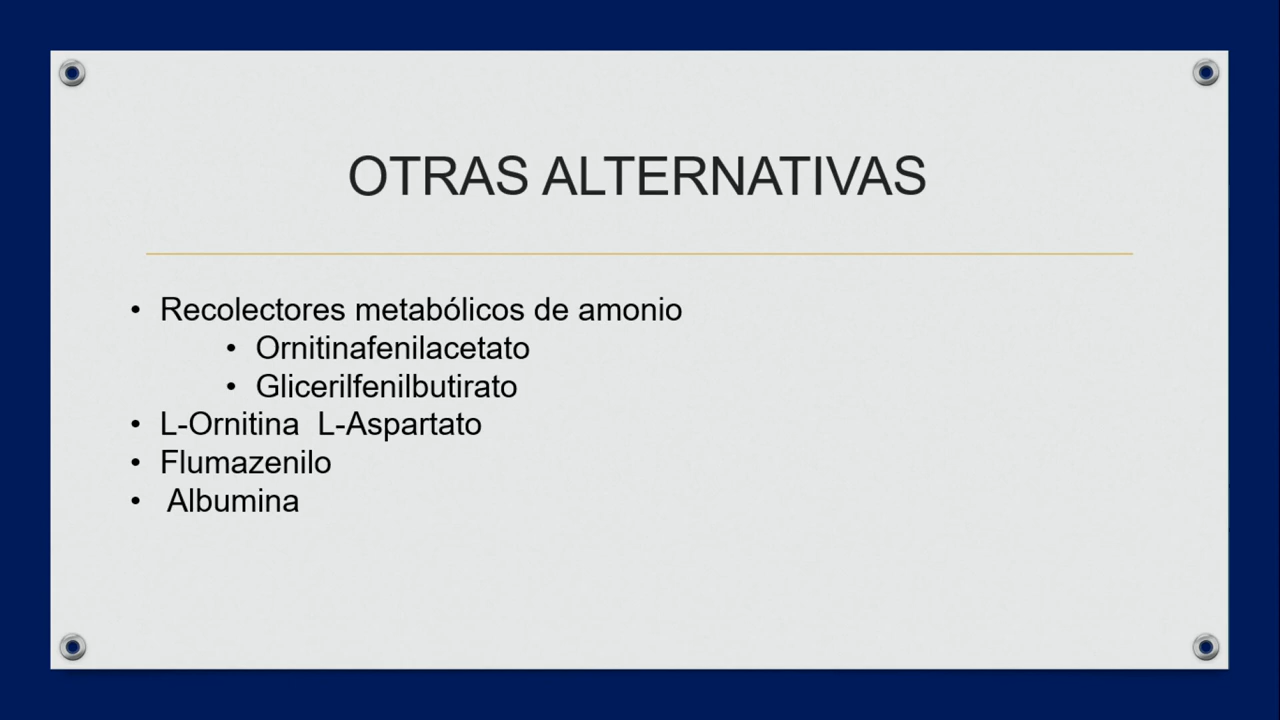 OTRAS ALTERNATIVAS
• Recolectores metabólicos de amonio
• Ornitinafenilacetato
• Glicerilfenilbutirato
• L-Ornitina  L-Aspartato
• Flumazenilo
• Albumina